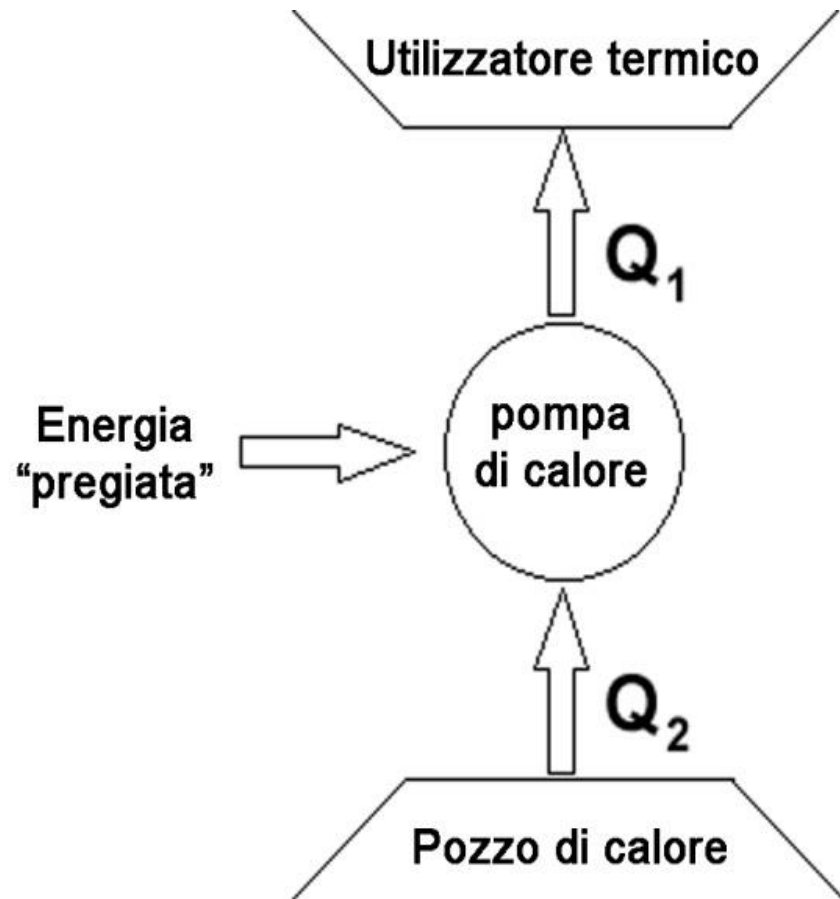 Utilizzatore termico
Q₁
Energia
“pregiata”
pompa
di calore
Q₂
Pozzo di calore